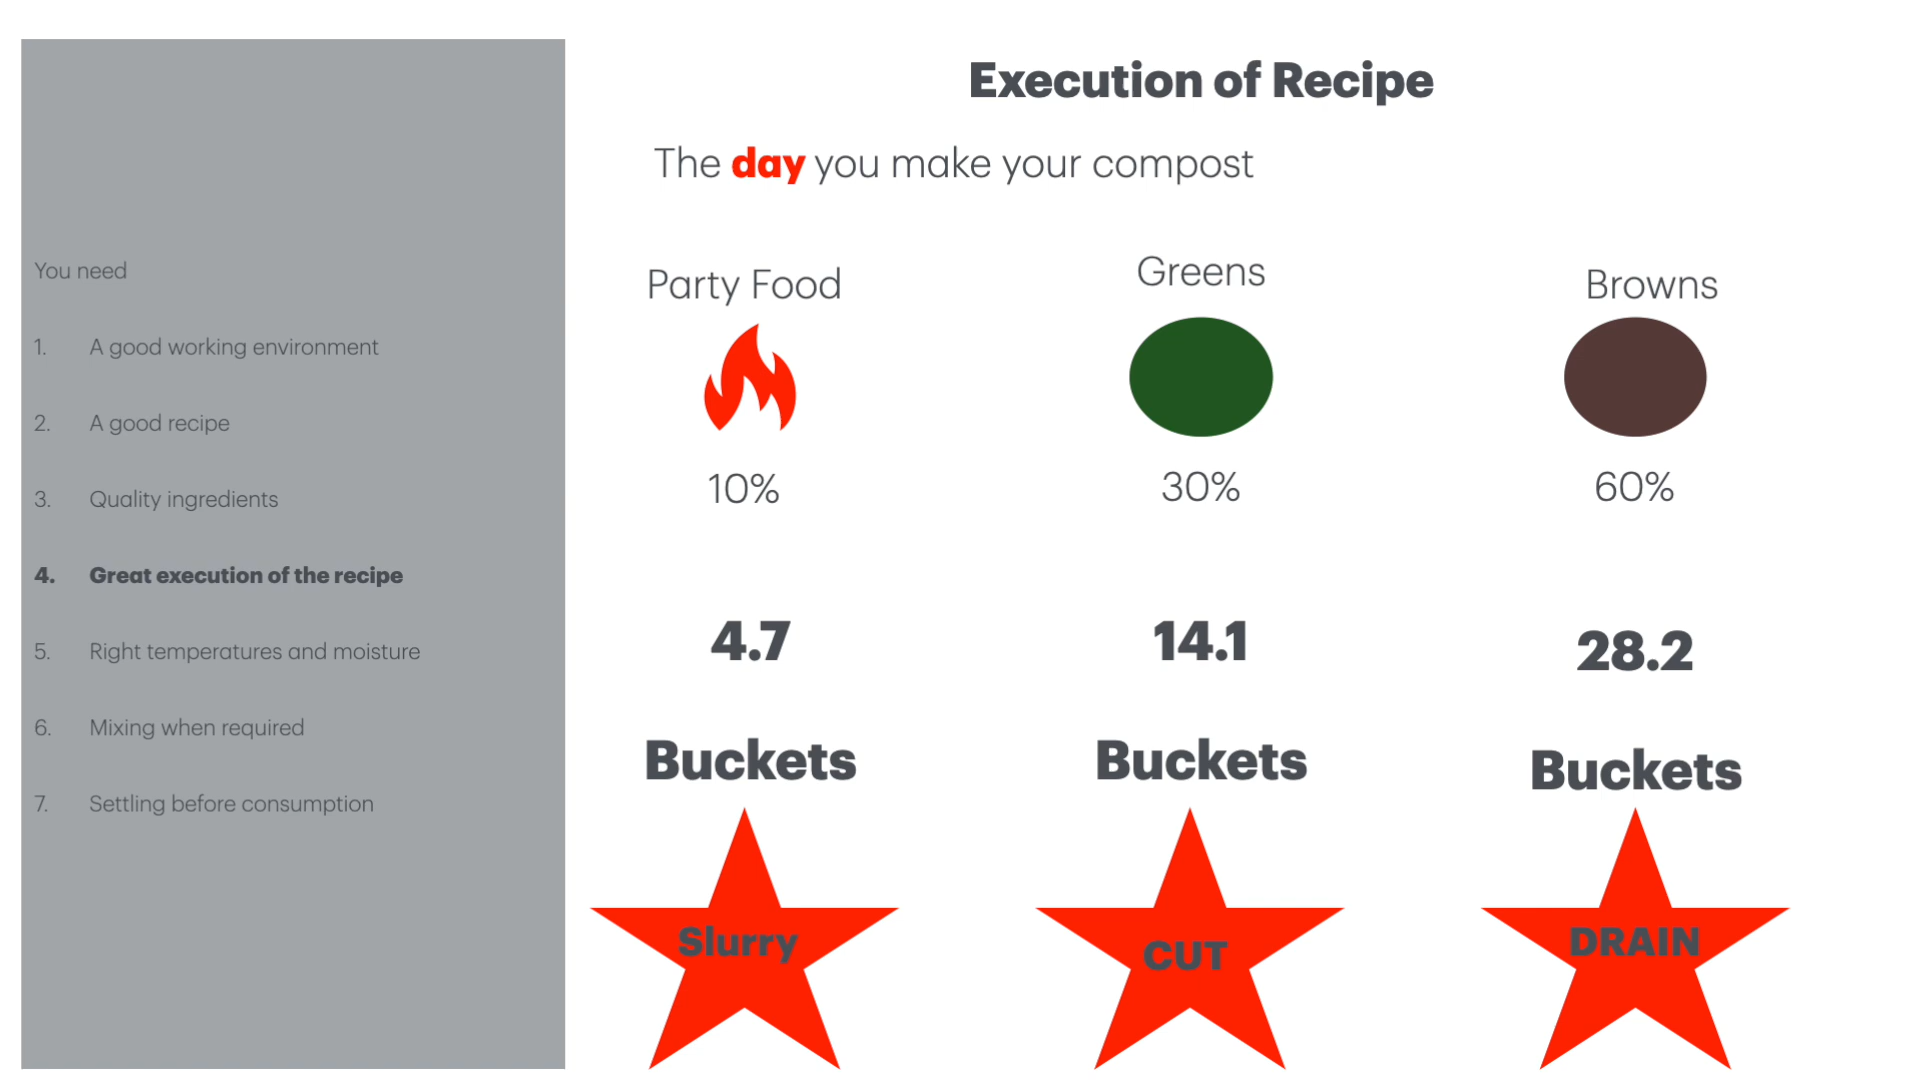 You need
1. A good working environment
2. A good recipe
3. Quality ingredients
4. Great execution of the recipe
5. Right temperatures and moisture
6. Mixing when required
7. Settling before consumption
Execution of Recipe
The day you make your compost
Party Food
10%
4.7
Buckets
Slurry
Greens
30%
14.1
Buckets
CUT
Browns
60%
28.2
Buckets
DRAIN